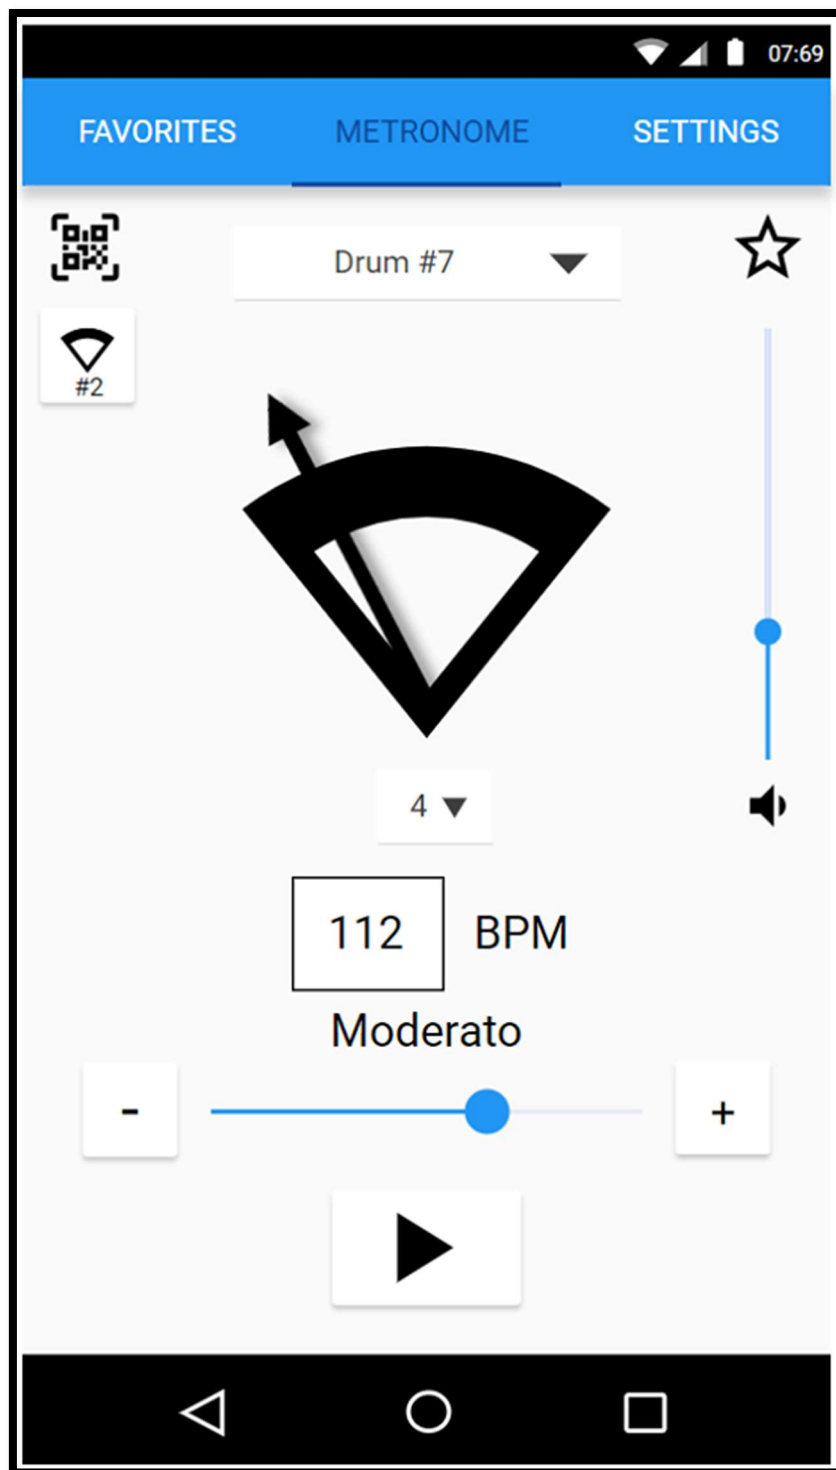 07:69
FAVORITES METRONOME SETTINGS
Drum #7
#2
4
112 BPM
Moderato
- +